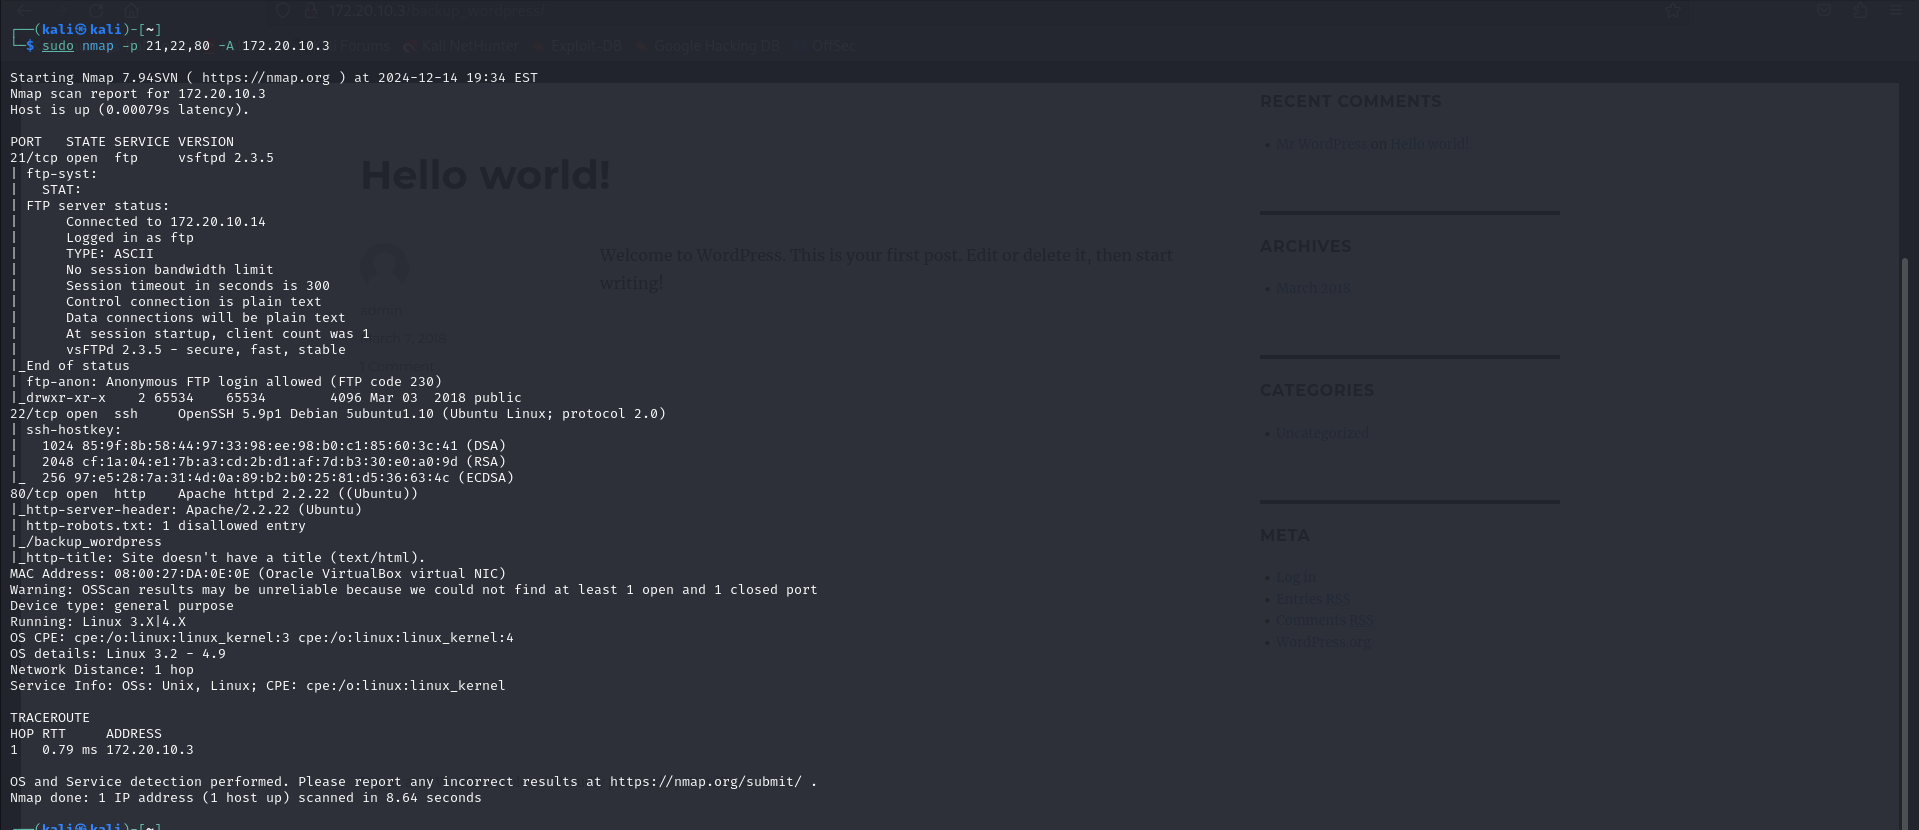 ┌──(kali㉿kali)-[~]
└─$ sudo nmap -p 21,22,80 -A 172.20.10.3
Starting Nmap 7.94SVN ( https://nmap.org ) at 2024-12-14 19:34 EST
Nmap scan report for 172.20.10.3
Host is up (0.00079s latency).
PORT   STATE SERVICE VERSION
21/tcp open  ftp     vsftpd 2.3.5
| ftp-syst:
|   STAT:
| FTP server status:
|      Connected to 172.20.10.14
|      Logged in as ftp
|      TYPE: ASCII
|      No session bandwidth limit
|      Session timeout in seconds is 300
|      Control connection is plain text
|      Data connections will be plain text
|      At session startup, client count was 1
|      vsFTPd 2.3.5 - secure, fast, stable
|_End of status
| ftp-anon: Anonymous FTP login allowed (FTP code 230)
|_drwxr-xr-x    2 65534    65534        4096 Mar 03  2018 public
22/tcp open  ssh     OpenSSH 5.9p1 Debian 5ubuntu1.10 (Ubuntu Linux; protocol 2.0)
| ssh-hostkey:
|   1024 85:9f:8b:58:44:97:33:98:ee:98:b0:c1:85:60:3c:41 (DSA)
|   2048 cf:1a:04:e1:7b:a3:cd:2b:d1:af:7d:b3:30:e0:a0:9d (RSA)
|_  256 97:e5:28:7a:31:4d:0a:89:b2:b0:25:81:d5:36:63:4c (ECDSA)
80/tcp open  http    Apache httpd 2.2.22 ((Ubuntu))
|_http-server-header: Apache/2.2.22 (Ubuntu)
| http-robots.txt: 1 disallowed entry
|_/backup_wordpress
|_http-title: Site doesn't have a title (text/html).
MAC Address: 08:00:27:DA:0E:0E (Oracle VirtualBox virtual NIC)
Warning: OSScan results may be unreliable because we could not find at least 1 open and 1 closed port
Device type: general purpose
Running: Linux 3.X|4.X
OS CPE: cpe:/o:linux:linux_kernel:3 cpe:/o:linux:linux_kernel:4
OS details: Linux 3.2 - 4.9
Network Distance: 1 hop
Service Info: OSs: Unix, Linux; CPE: cpe:/o:linux:linux_kernel
TRACEROUTE
HOP RTT     ADDRESS
1   0.79 ms 172.20.10.3
OS and Service detection performed. Please report any incorrect results at https://nmap.org/submit/ .
Nmap done: 1 IP address (1 host up) scanned in 8.64 seconds
┌──(kali㉿kali)-[~]
172.20.10.3/backup_wordpress/
Forums
Kali NetHunter
Exploit-DB
Google Hacking DB
OffSec
Hello world!
admin
March 7, 2018
1 Comment
Welcome to WordPress. This is your first post. Edit or delete it, then start
writing!
RECENT COMMENTS
• Mr WordPress on Hello world!
ARCHIVES
• March 2018
CATEGORIES
• Uncategorized
META
• Log in
• Entries RSS
• Comments RSS
• WordPress.org